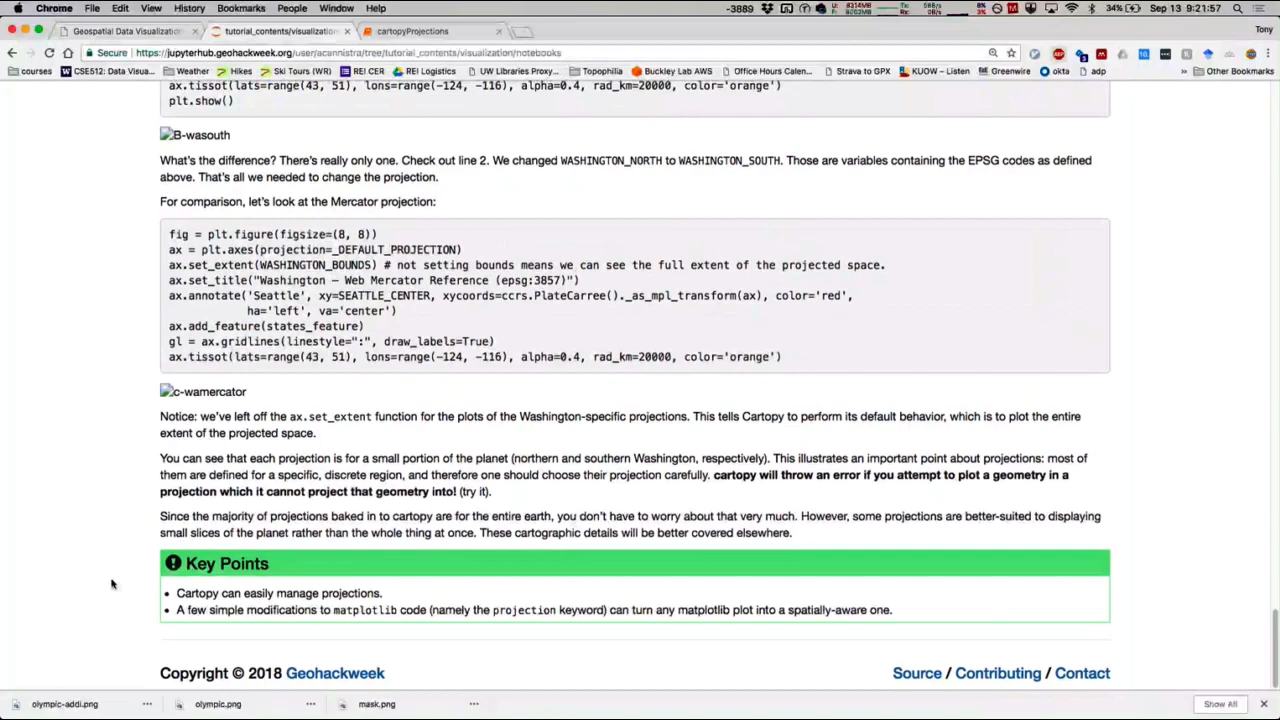 Chrome File Edit View History Bookmarks People Window Help -3889 34% Sep 13 9:21:57
Geospatial Data Visualization tutorial_contents/visualization cartopyProjections Tony
Secure https://jupyterhub.geohackweek.org/user/acannistra/tree/tutorial_contents/visualization/notebooks
courses CSE512: Data Visua... Weather Hikes Ski Tours (WR) REI CER REI Logistics UW Libraries Proxy... Topophilia Buckley Lab AWS Office Hours Calen... Strava to GPX KUOW – Listen Greenwire okta adp » Other Bookmarks
ax.tissot(lats=range(43, 51), lons=range(-124, -116), alpha=0.4, rad_km=20000, color='orange')
plt.show()
B-wasouth
What's the difference? There's really only one. Check out line 2. We changed WASHINGTON_NORTH to WASHINGTON_SOUTH. Those are variables containing the EPSG codes as defined
above. That's all we needed to change the projection.
For comparison, let's look at the Mercator projection:
fig = plt.figure(figsize=(8, 8))
ax = plt.axes(projection=_DEFAULT_PROJECTION)
ax.set_extent(WASHINGTON_BOUNDS) # not setting bounds means we can see the full extent of the projected space.
ax.set_title("Washington – Web Mercator Reference (epsg:3857)")
ax.annotate('Seattle', xy=SEATTLE_CENTER, xycoords=ccrs.PlateCarree()._as_mpl_transform(ax), color='red',
ha='left', va='center')
ax.add_feature(states_feature)
gl = ax.gridlines(linestyle=":", draw_labels=True)
ax.tissot(lats=range(43, 51), lons=range(-124, -116), alpha=0.4, rad_km=20000, color='orange')
c-wamercator
Notice: we've left off the ax.set_extent function for the plots of the Washington-specific projections. This tells Cartopy to perform its default behavior, which is to plot the entire
extent of the projected space.
You can see that each projection is for a small portion of the planet (northern and southern Washington, respectively). This illustrates an important point about projections: most of
them are defined for a specific, discrete region, and therefore one should choose their projection carefully. cartopy will throw an error if you attempt to plot a geometry in a
projection which it cannot project that geometry into! (try it).
Since the majority of projections baked in to cartopy are for the entire earth, you don't have to worry about that very much. However, some projections are better-suited to displaying
small slices of the planet rather than the whole thing at once. These cartographic details will be better covered elsewhere.
Key Points
• Cartopy can easily manage projections.
• A few simple modifications to matplotlib code (namely the projection keyword) can turn any matplotlib plot into a spatially-aware one.
Copyright © 2018 Geohackweek Source / Contributing / Contact
olympic-addi.png olympic.png mask.png Show All